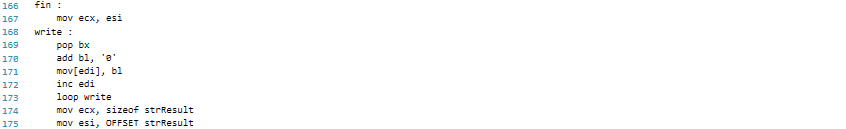 166 fin :
167 mov ecx, esi
168 write :
169 pop bx
170 add bl, '0'
171 mov[edi], bl
172 inc edi
173 loop write
174 mov ecx, sizeof strResult
175 mov esi, OFFSET strResult